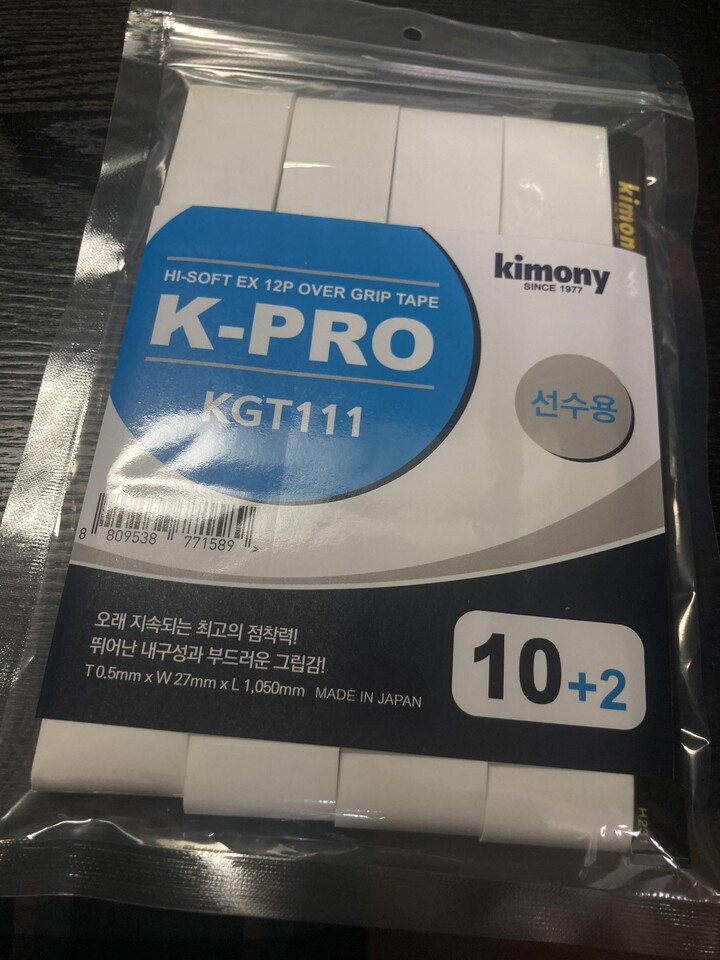 HI-SOFT EX 12P OVER GRIP TAPE
K-PRO
KGT111
kimony
SINCE 1977
선수용
kimon
8 809538 771589 >
오래 지속되는 최고의 점착력!
뛰어난 내구성과 부드러운 그립감!
T 0.5mm x W 27mm x L 1,050mm MADE IN JAPAN
10+2